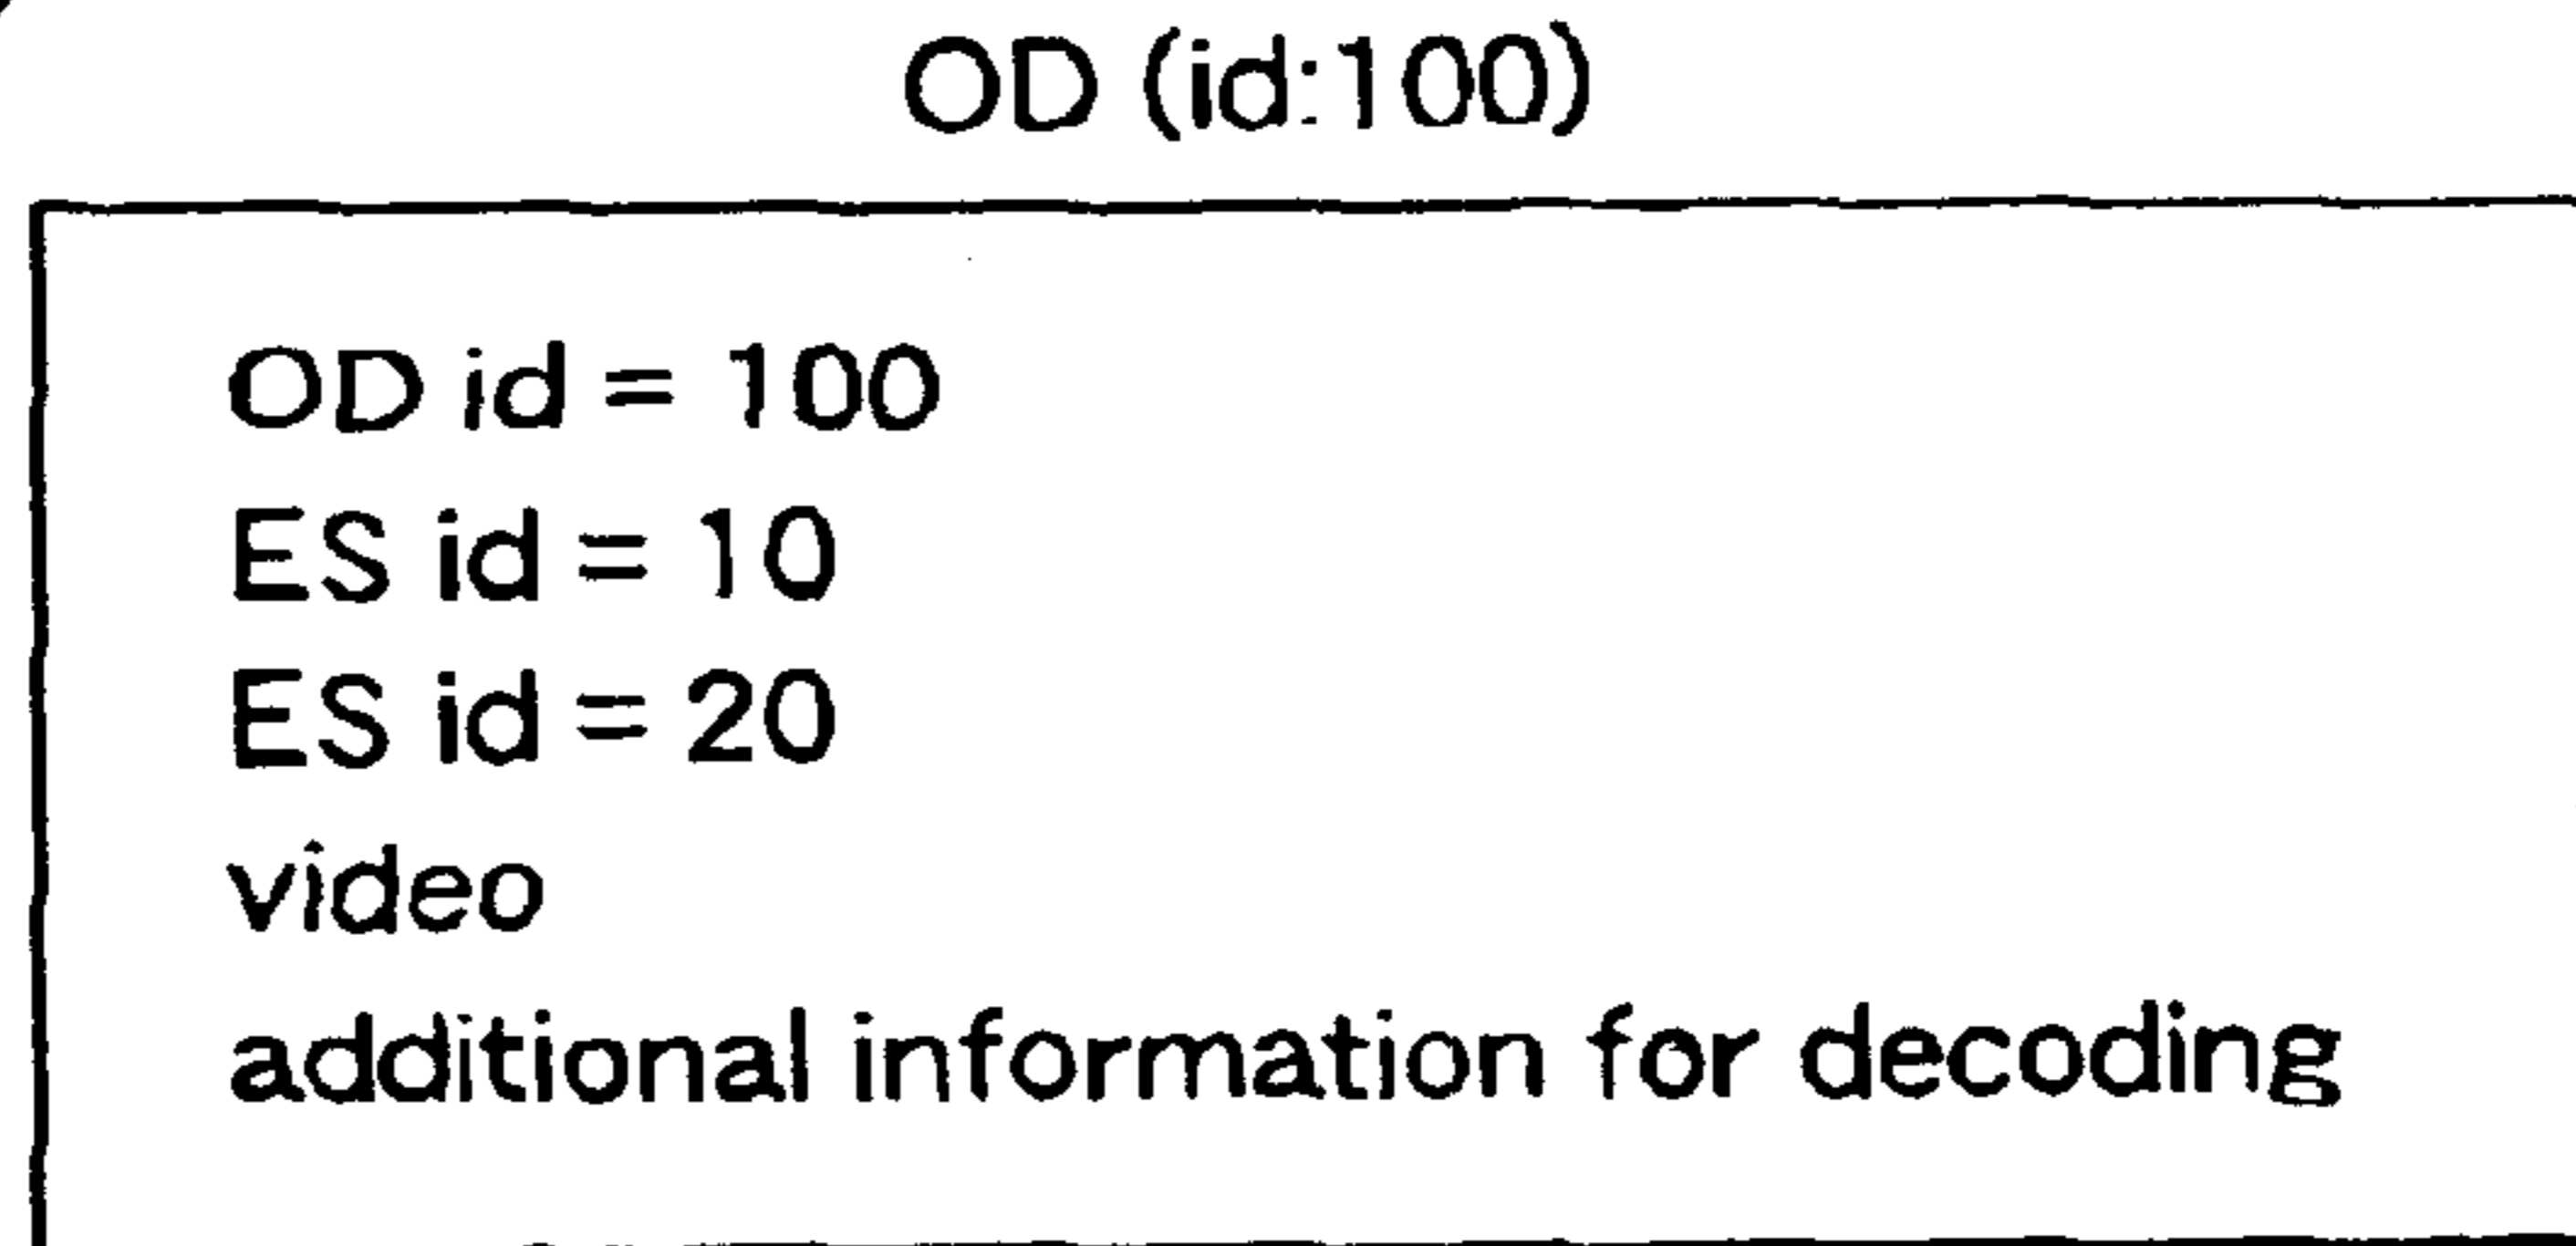 OD (id:100)
OD id = 100
ES id = 10
ES id = 20
video
additional information for decoding